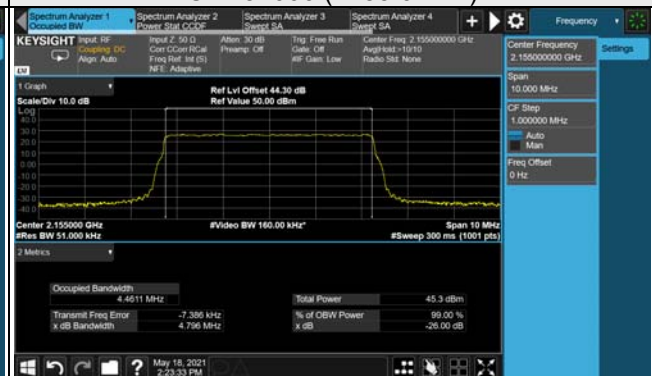 Spectrum Analyzer 1
Occupied BW
Spectrum Analyzer 2
Power Stat CCDF
Spectrum Analyzer 3
Swept SA
Spectrum Analyzer 4
Swept SA
Frequency
KEYSIGHT
Input: RF
Coupling: DC
Align: Auto
Input Z: 50 Ω
Corr CCorr RCal
Freq Ref: Int (S)
NFE: Adaptive
Atten: 30 dB
Preamp: Off
Trig: Free Run
Gate: Off
#IF Gain: Low
Center Freq: 2.155000000 GHz
Avg|Hold:>10/10
Radio Std: None
LXI
1 Graph
Scale/Div 10.0 dB
Ref Lvl Offset 44.30 dB
Ref Value 50.00 dBm
Log
40.0
30.0
20.0
10.0
0.00
-10.0
-20.0
-30.0
-40.0
Center 2.155000 GHz
#Res BW 51.000 kHz
#Video BW 160.00 kHz*
Span 10 MHz
#Sweep 300 ms (1001 pts)
2 Metrics
Occupied Bandwidth
4.4611 MHz
Total Power 45.3 dBm
Transmit Freq Error -7.386 kHz
% of OBW Power 99.00 %
x dB Bandwidth 4.796 MHz
x dB -26.00 dB
Center Frequency
2.155000000 GHz
Settings
Span
10.000 MHz
CF Step
1.000000 MHz
Auto
Man
Freq Offset
0 Hz
May 18, 2021
2:23:33 PM